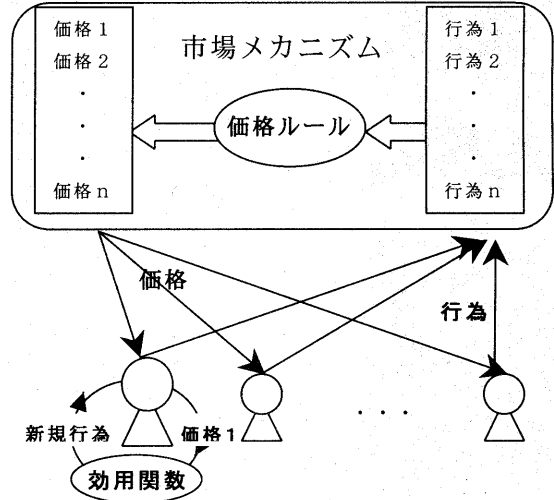 市場メカニズム
価格1
価格2
・
・
・
価格n
価格ルール
行為1
行為2
・
・
・
行為n
価格
行為
新規行為
価格1
効用関数
・・・